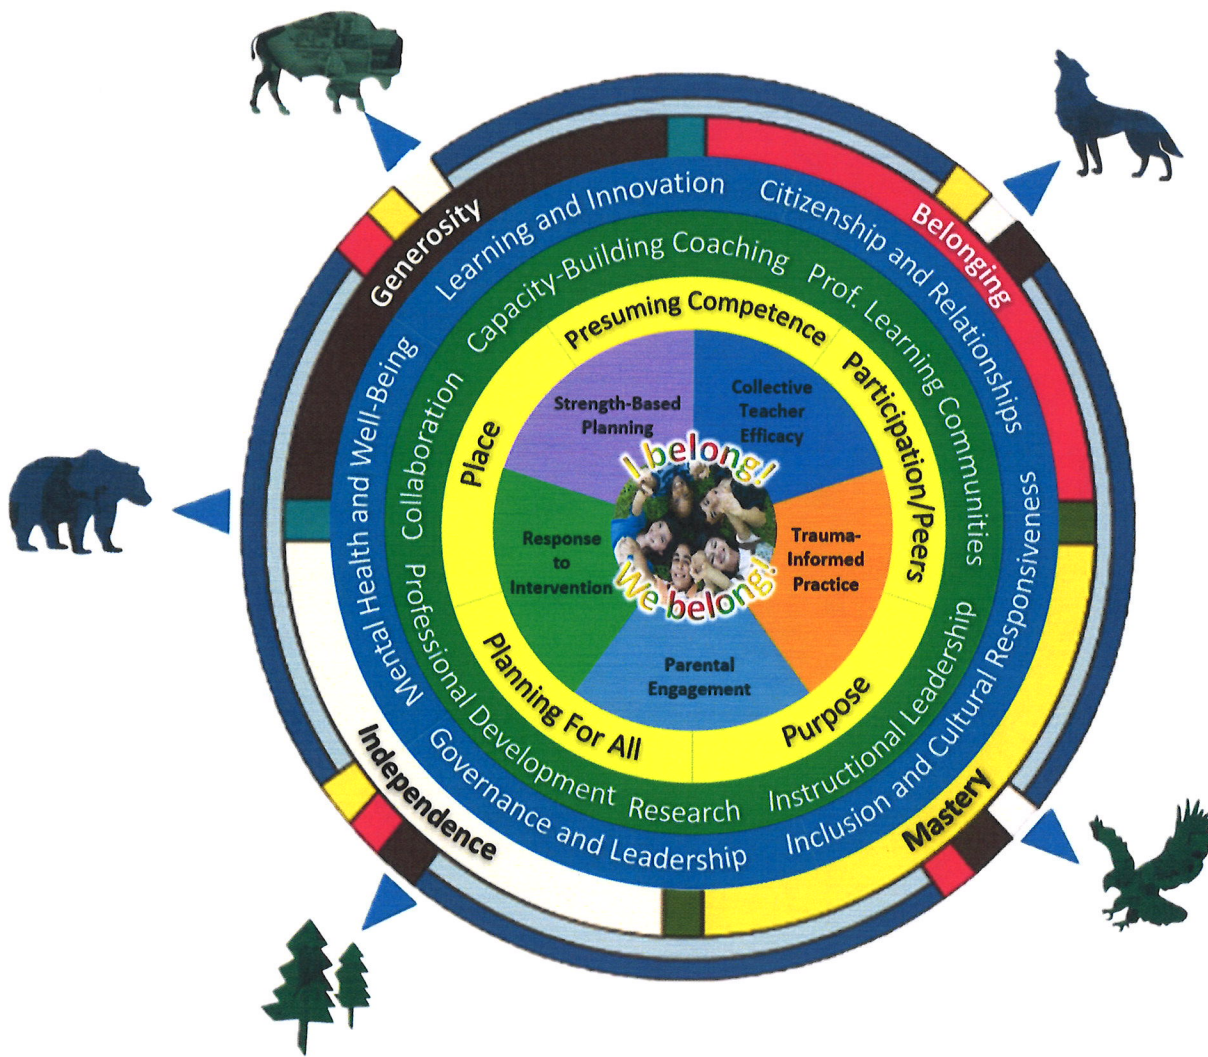 Generosity
Belonging
Mastery
Independence
Learning and Innovation
Citizenship and Relationships
Inclusion and Cultural Responsiveness
Governance and Leadership
Mental Health and Well-Being
Capacity-Building Coaching
Prof. Learning Communities
Instructional Leadership
Research
Professional Development
Collaboration
Presuming Competence
Participation/Peers
Purpose
Planning For All
Place
Strength-Based
Planning
Collective
Teacher
Efficacy
Trauma-
Informed
Practice
Parental
Engagement
Response
to
Intervention
I belong!
We belong!